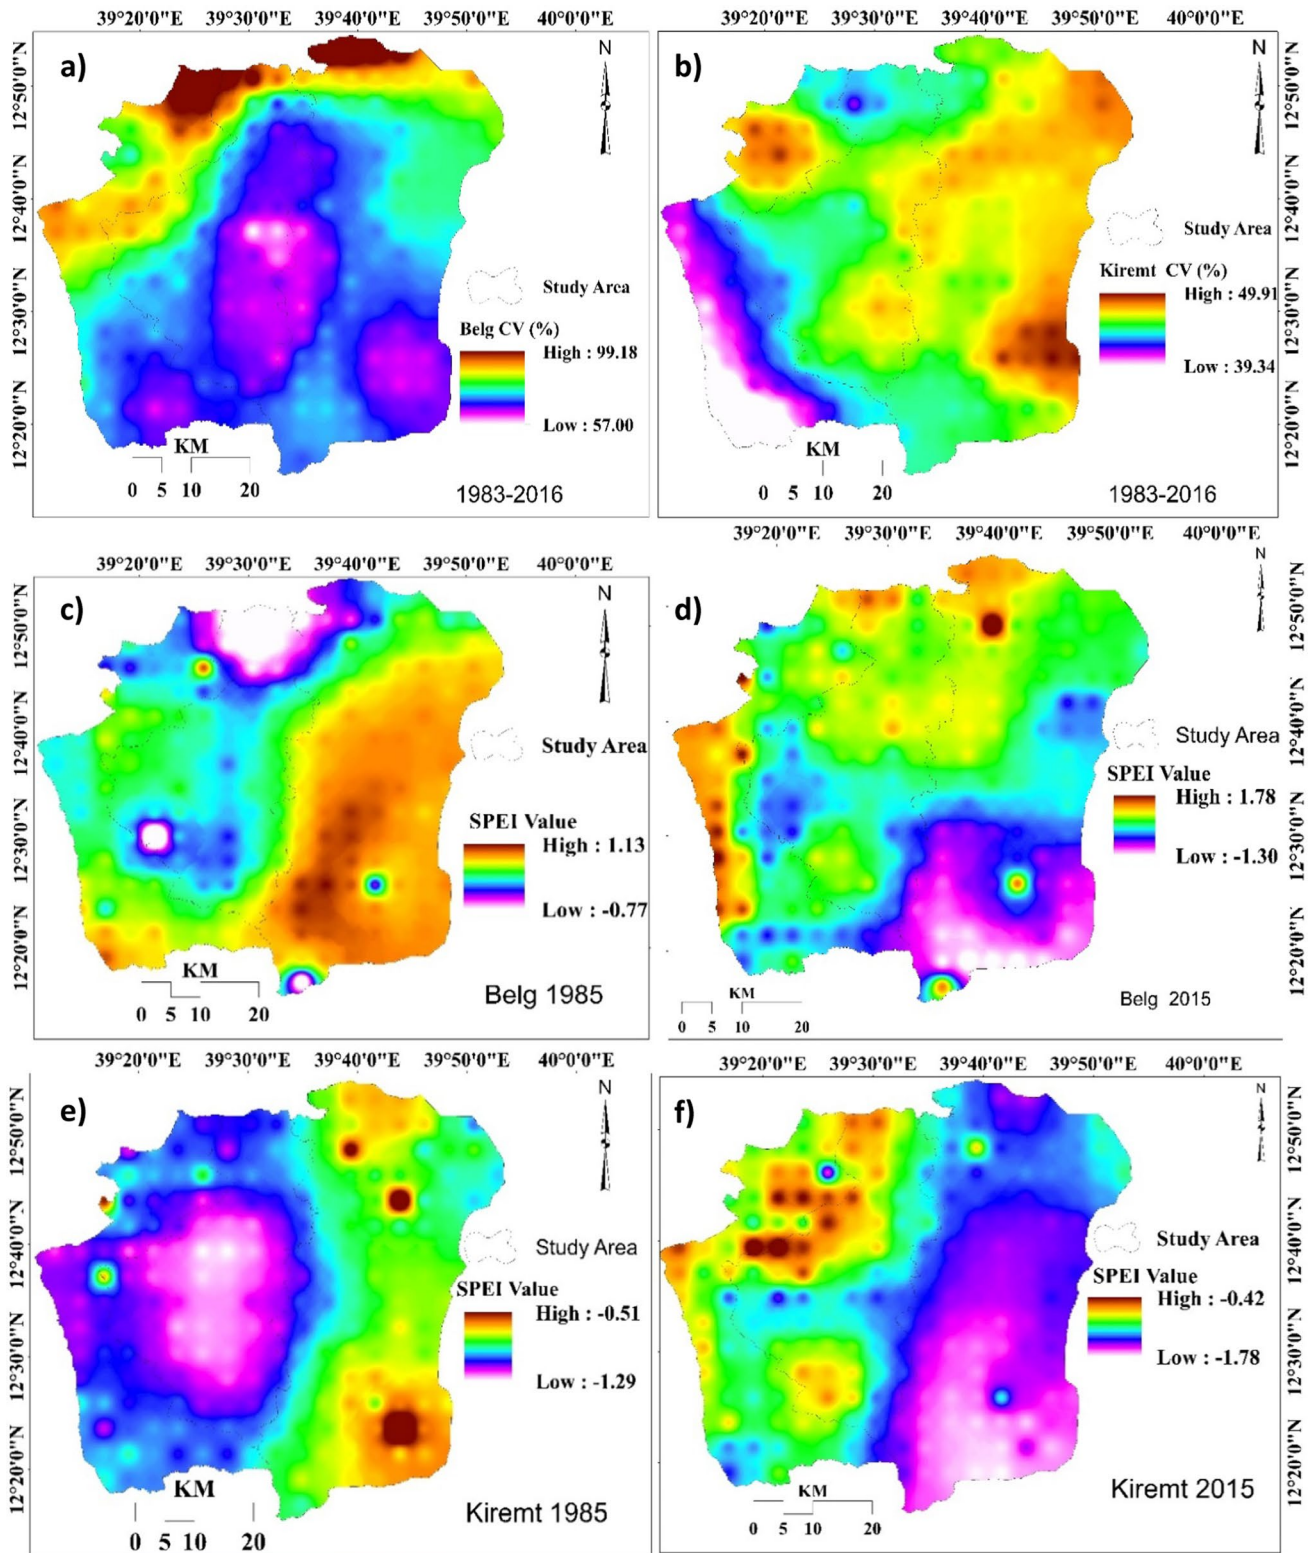 39°20'0"E 39°30'0"E 39°40'0"E 39°50'0"E 40°0'0"E
39°20'0"E 39°30'0"E 39°40'0"E 39°50'0"E 40°0'0"E
a)
N
12°50'0"N
12°40'0"N
12°30'0"N
12°20'0"N
Study Area
Belg CV (%)
High : 99.18
Low : 57.00
KM
0 5 10 20
1983-2016
b)
N
12°50'0"N
12°40'0"N
12°30'0"N
12°20'0"N
Study Area
Kiremt CV (%)
High : 49.91
Low : 39.34
KM
0 5 10 20
1983-2016
39°20'0"E 39°30'0"E 39°40'0"E 39°50'0"E 40°0'0"E
39°20'0"E 39°30'0"E 39°40'0"E 39°50'0"E 40°0'0"E
c)
N
12°50'0"N
12°40'0"N
12°30'0"N
12°20'0"N
Study Area
SPEI Value
High : 1.13
Low : -0.77
KM
0 5 10 20
Belg 1985
d)
N
12°50'0"N
12°40'0"N
12°30'0"N
12°20'0"N
Study Area
SPEI Value
High : 1.78
Low : -1.30
KM
0 5 10 20
Belg 2015
39°20'0"E 39°30'0"E 39°40'0"E 39°50'0"E 40°0'0"E
39°20'0"E 39°30'0"E 39°40'0"E 39°50'0"E 40°0'0"E
e)
N
12°50'0"N
12°40'0"N
12°30'0"N
12°20'0"N
Study Area
SPEI Value
High : -0.51
Low : -1.29
KM
0 5 10 20
Kiremt 1985
f)
N
12°50'0"N
12°40'0"N
12°30'0"N
12°20'0"N
Study Area
SPEI Value
High : -0.42
Low : -1.78
KM
0 5 10 20
Kiremt 2015